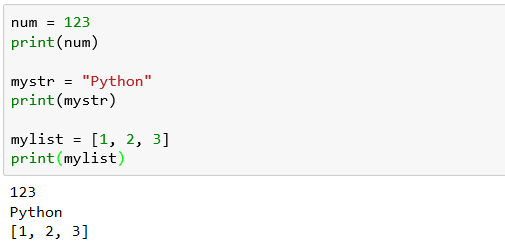 num = 123
print(num)
mystr = "Python"
print(mystr)
mylist = [1, 2, 3]
print(mylist)
123
Python
[1, 2, 3]